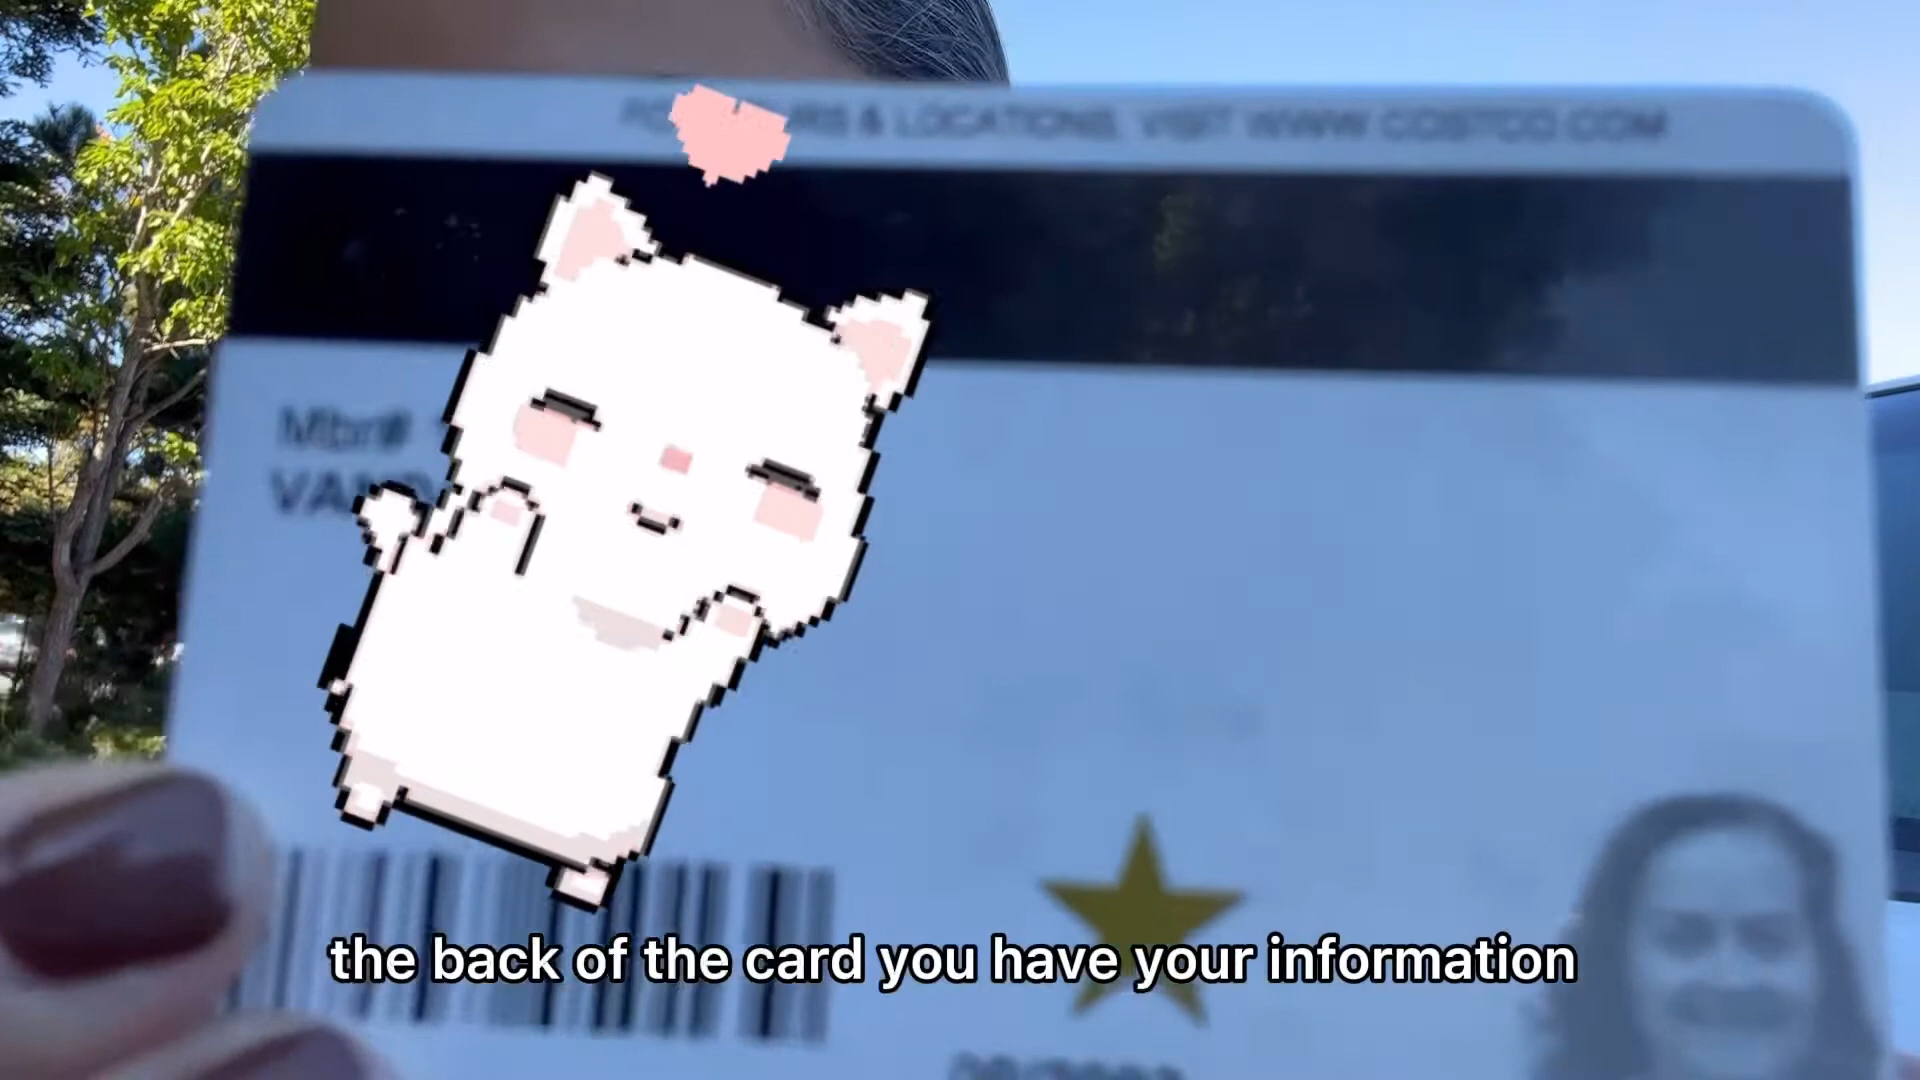 & LOCATIONS, VISIT WWW.COSTCO.COM
Mbr#
the back of the card you have your information